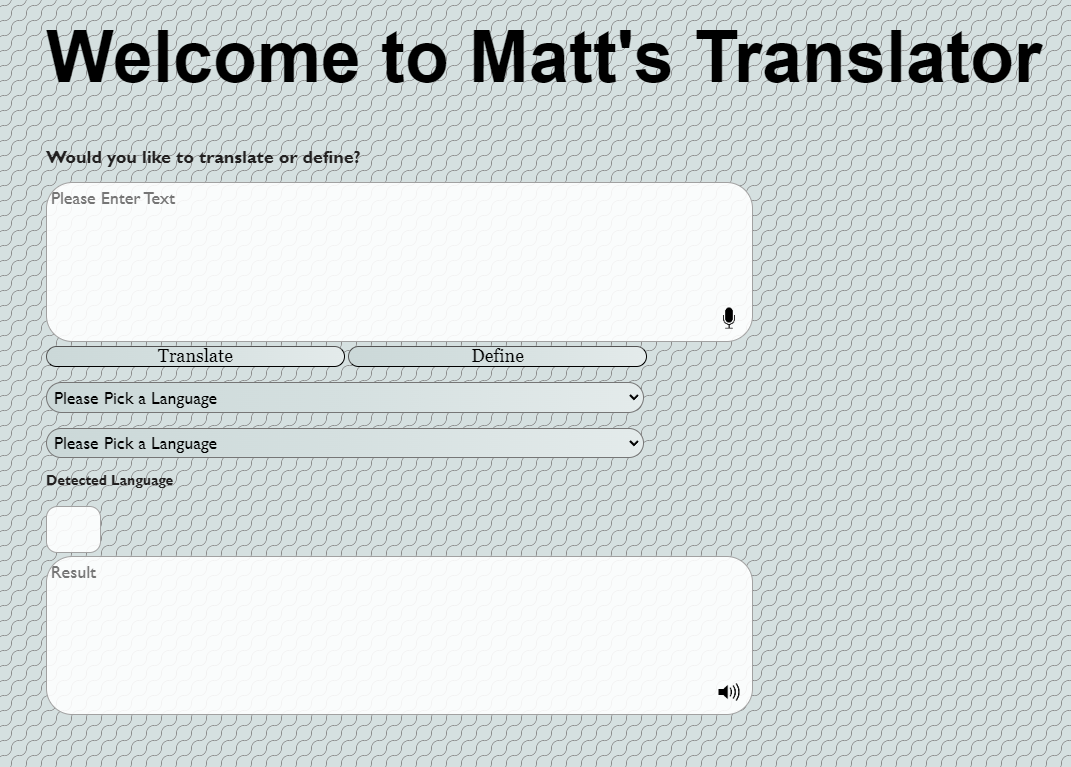 Welcome to Matt's Translator
Would you like to translate or define?
Please Enter Text
Translate Define
Please Pick a Language
Please Pick a Language
Detected Language
Result